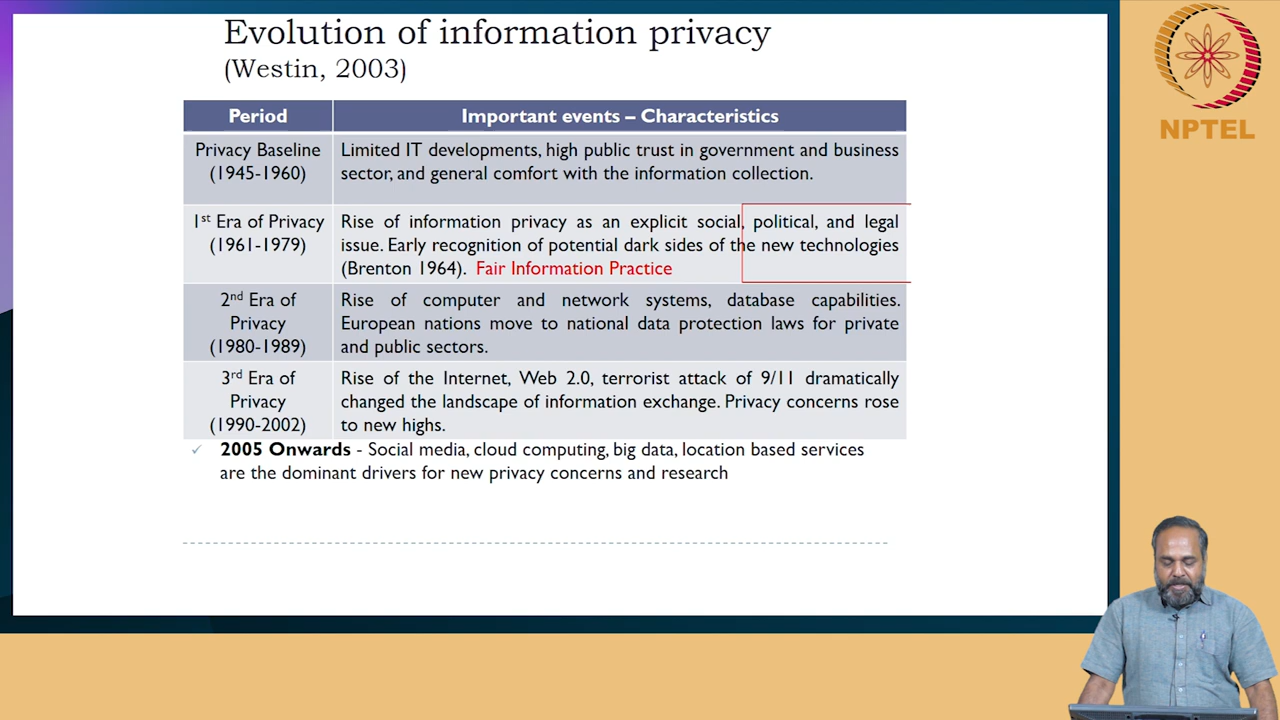 Evolution of information privacy
(Westin, 2003)
NPTEL
Period
Important events – Characteristics
Privacy Baseline
(1945-1960)
Limited IT developments, high public trust in government and business
sector, and general comfort with the information collection.
1st Era of Privacy
(1961-1979)
Rise of information privacy as an explicit social, political, and legal
issue. Early recognition of potential dark sides of the new technologies
(Brenton 1964). Fair Information Practice
2nd Era of
Privacy
(1980-1989)
Rise of computer and network systems, database capabilities.
European nations move to national data protection laws for private
and public sectors.
3rd Era of
Privacy
(1990-2002)
Rise of the Internet, Web 2.0, terrorist attack of 9/11 dramatically
changed the landscape of information exchange. Privacy concerns rose
to new highs.
✓ 2005 Onwards - Social media, cloud computing, big data, location based services
are the dominant drivers for new privacy concerns and research